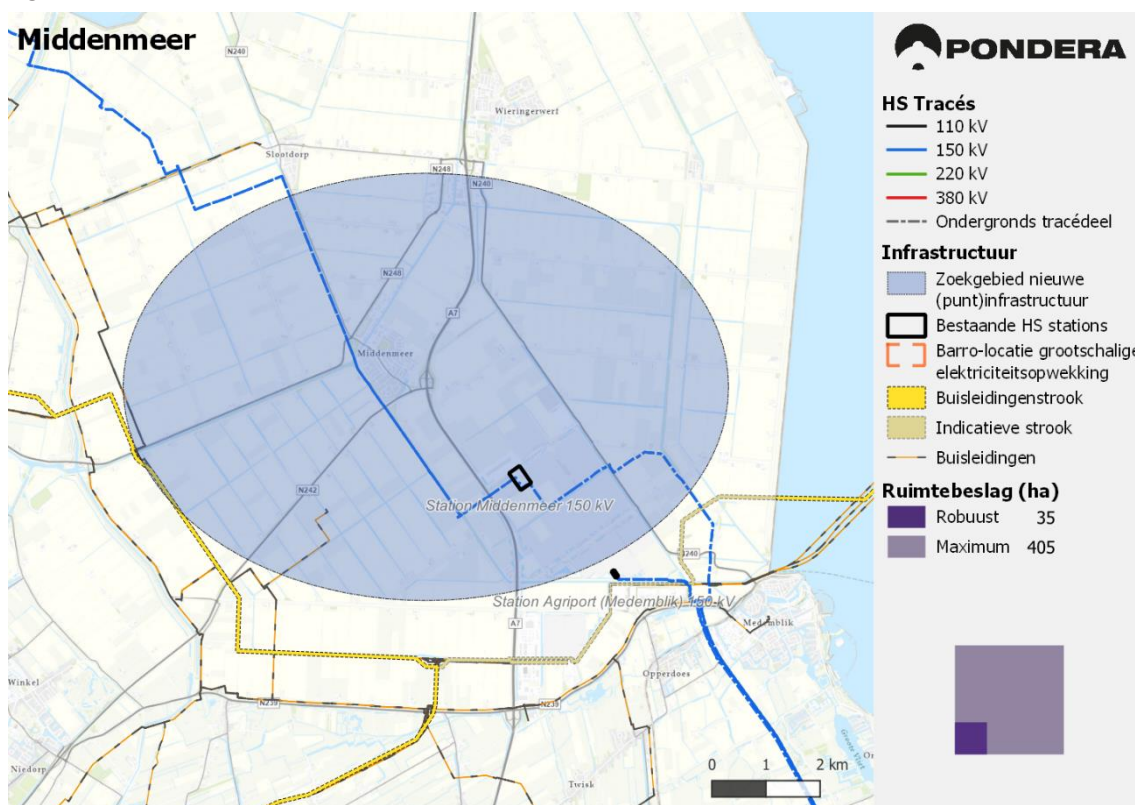 Middenmeer
N240
Wieringerwerf
Slootdorp
N248
N240
N248
A7
Middenmeer
N242
Station Middenmeer 150 kV
N240
Station Agriport (Medemblik) 150 kV
A7
Medemblik
Opperdoes
Winkel
N239
N239
Niedorp
Twisk
0 1 2 km
PONDERA
HS Tracés
110 kV
150 kV
220 kV
380 kV
Ondergronds tracédeel
Infrastructuur
Zoekgebied nieuwe
(punt)infrastructuur
Bestaande HS stations
Barro-locatie grootschalige
elektriciteitsopwekking
Buisleidingenstrook
Indicatieve strook
Buisleidingen
Ruimtebeslag (ha)
Robuust 35
Maximum 405